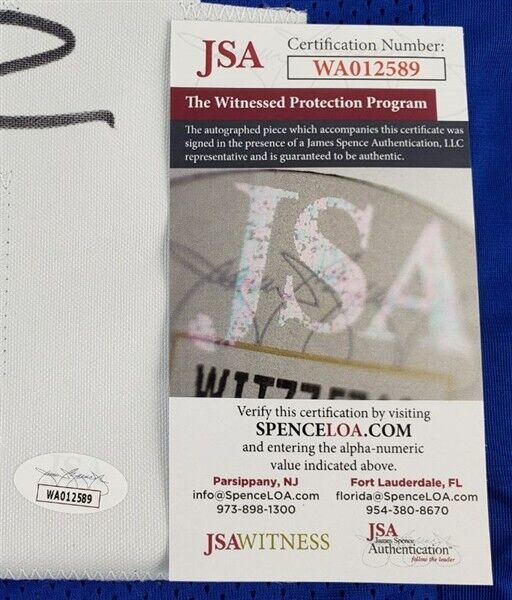 JSA
Certification Number:
WA012589
The Witnessed Protection Program
The autographed piece which accompanies this certificate was
signed in the presence of a James Spence Authentication, LLC
representative and is guaranteed to be authentic.
JSA
Verify this certification by visiting
SPENCELOA.COM
and entering the alpha-numeric
value indicated above.
Parsippany, NJ
info@SpenceLOA.com
973-898-1300
Fort Lauderdale, FL
florida@SpenceLOA.com
954-380-8670
JSAWITNESS
JSA
James Spence
Authentication
follow the leader
WA012589